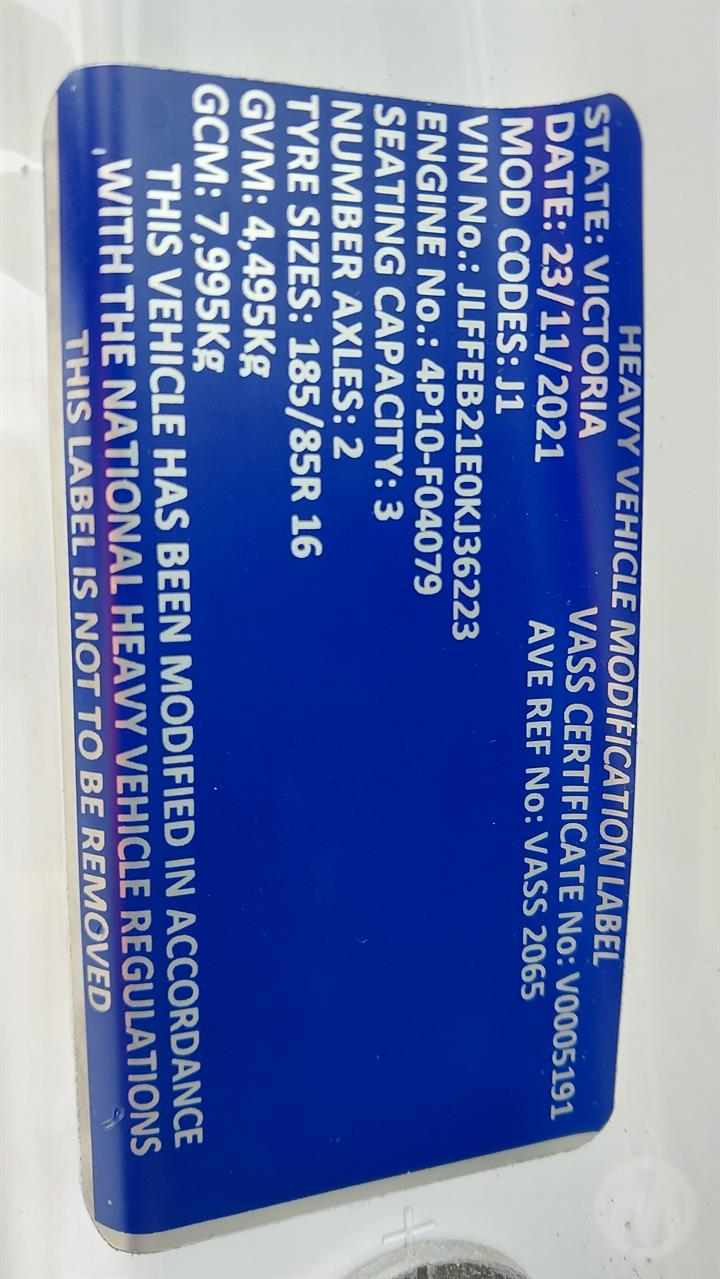 HEAVY VEHICLE MODIFICATION LABEL
STATE: VICTORIA VASS CERTIFICATE No: V0005191
DATE: 23/11/2021 AVE REF No: VASS 2065
MOD CODES: J1
VIN No.: JLFFEB21E0KJ36223
ENGINE No.: 4P10-F04079
SEATING CAPACITY: 3
NUMBER AXLES: 2
TYRE SIZES: 185/85R 16
GVM: 4,495Kg
GCM: 7,995Kg
THIS VEHICLE HAS BEEN MODIFIED IN ACCORDANCE
WITH THE NATIONAL HEAVY VEHICLE REGULATIONS
THIS LABEL IS NOT TO BE REMOVED